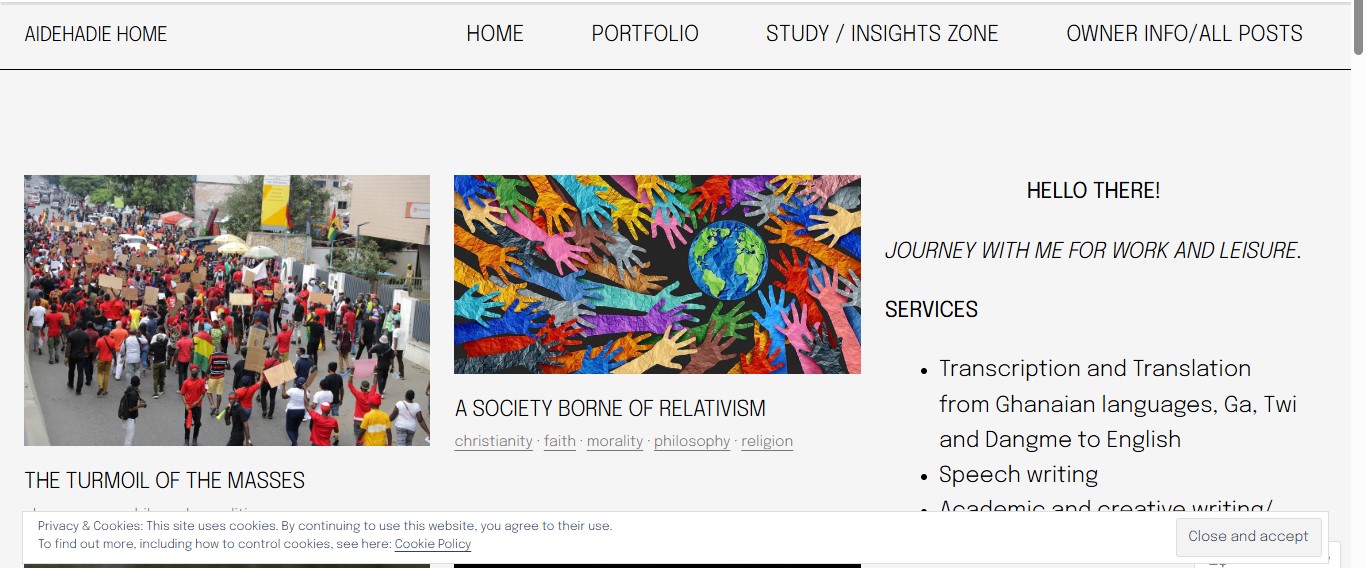 AIDEHADIE HOME
HOME
PORTFOLIO
STUDY / INSIGHTS ZONE
OWNER INFO/ALL POSTS
THE TURMOIL OF THE MASSES
A SOCIETY BORNE OF RELATIVISM
christianity · faith · morality · philosophy · religion
HELLO THERE!
JOURNEY WITH ME FOR WORK AND LEISURE.
SERVICES
• Transcription and Translation
from Ghanaian languages, Ga, Twi
and Dangme to English
• Speech writing
• Academic and creative writing/
Privacy & Cookies: This site uses cookies. By continuing to use this website, you agree to their use.
To find out more, including how to control cookies, see here: Cookie Policy
Close and accept